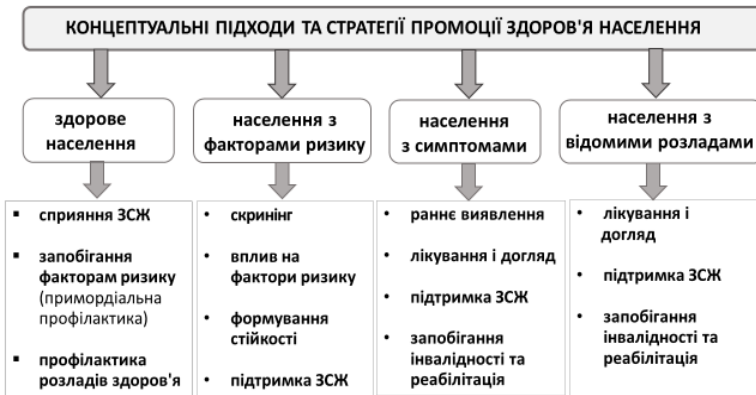 КОНЦЕПТУАЛЬНІ ПІДХОДИ ТА СТРАТЕГІЇ ПРОМОЦІЇ ЗДОРОВ'Я НАСЕЛЕННЯ
здорове
населення
населення з
факторами ризику
населення
з симптомами
населення з
відомими розладами
▪ сприяння ЗСЖ
▪ запобігання
факторам ризику
(примордіальна
профілактика)
▪ профілактика
розладів здоров'я
• скринінг
• вплив на
фактори ризику
• формування
стійкості
• підтримка ЗСЖ
• раннє виявлення
• лікування і догляд
• підтримка ЗСЖ
• запобігання
інвалідності та
реабілітація
• лікування і
догляд
• підтримка ЗСЖ
• запобігання
інвалідності та
реабілітація